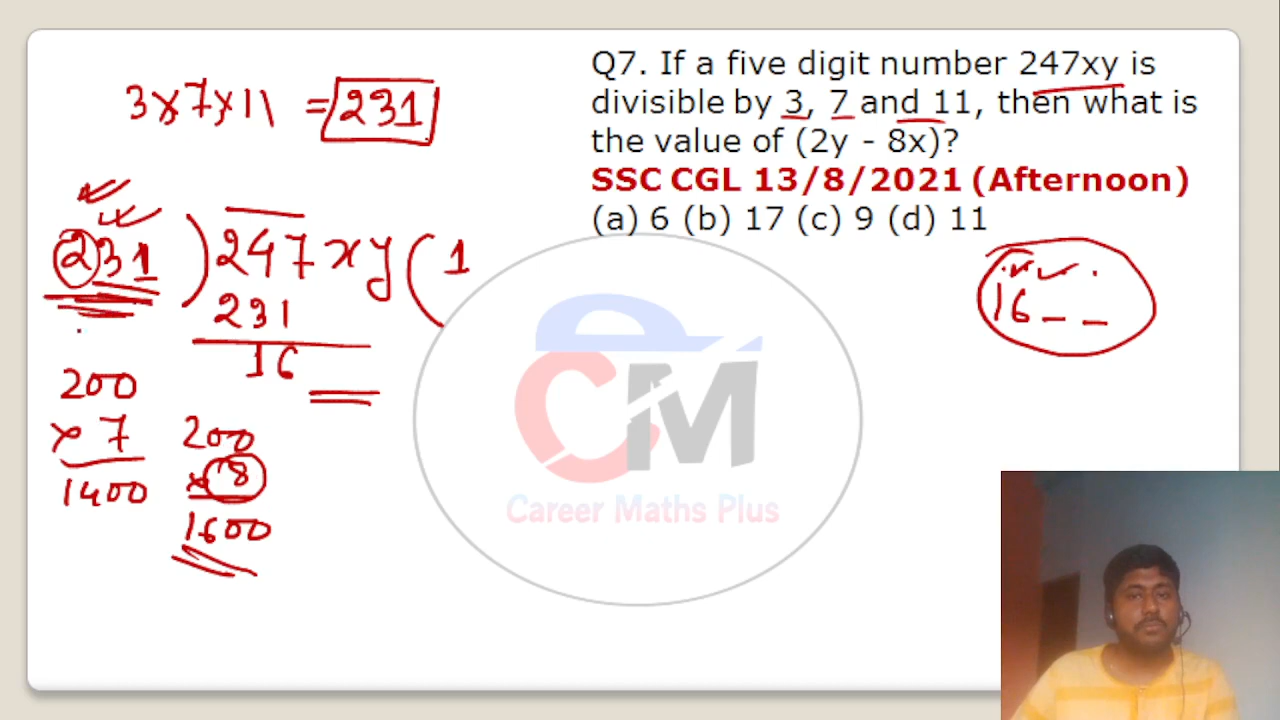 3×7×11 = 231
Q7. If a five digit number 247xy is
divisible by 3, 7 and 11, then what is
the value of (2y - 8x)?
SSC CGL 13/8/2021 (Afternoon)
(a) 6 (b) 17 (c) 9 (d) 11
231 ) 247xy ( 1
231
16
16 _ _
200
× 7
1400
200
× 8
1600
CM
Career Maths Plus